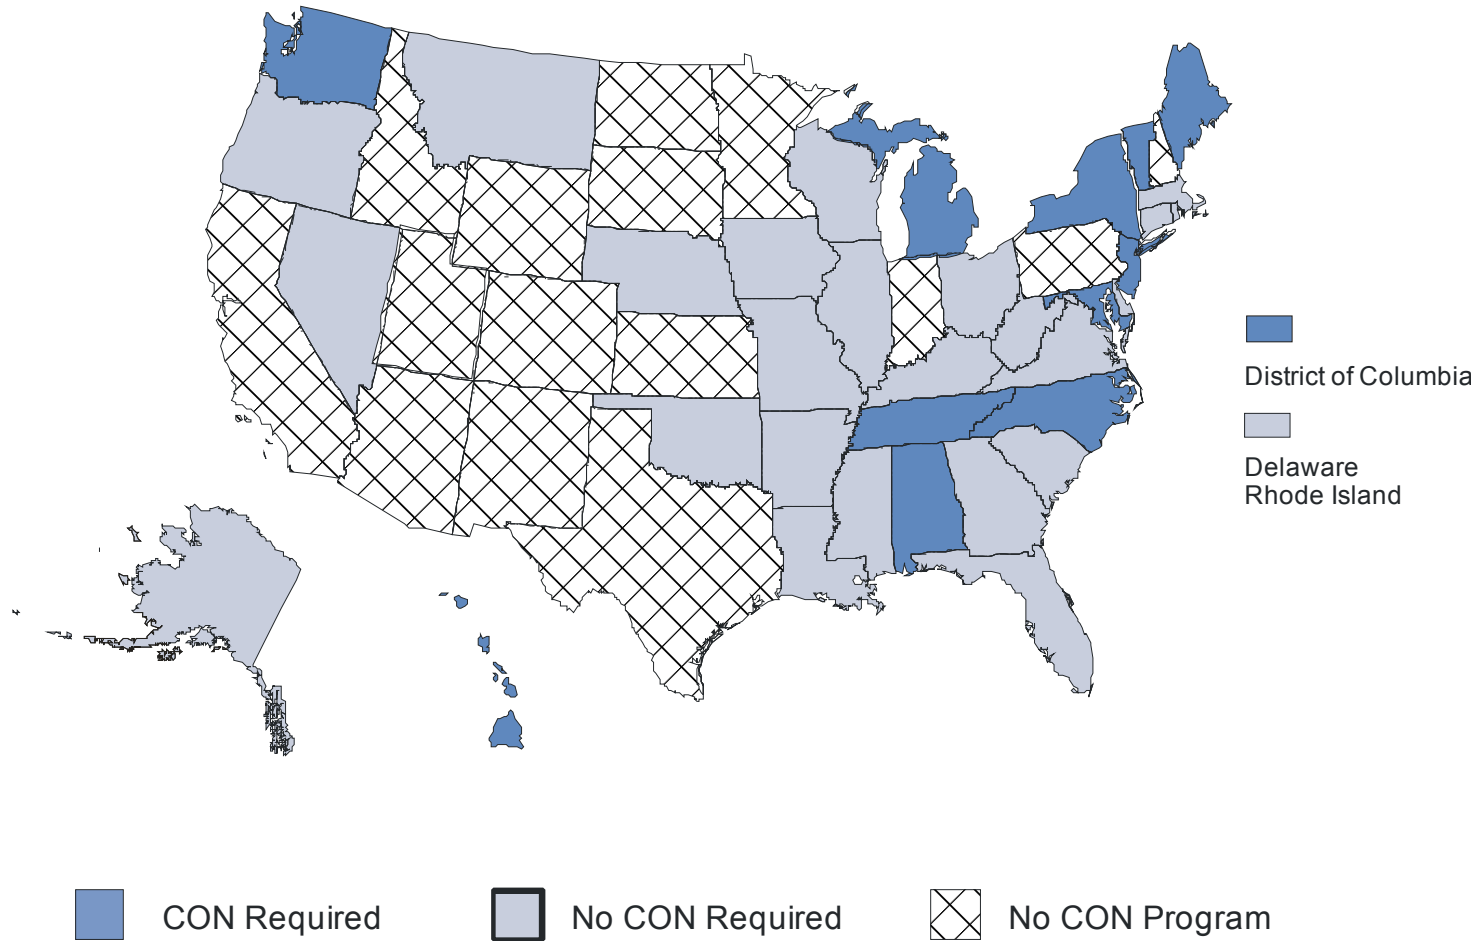 District of Columbia
Delaware
Rhode Island
CON Required
No CON Required
No CON Program